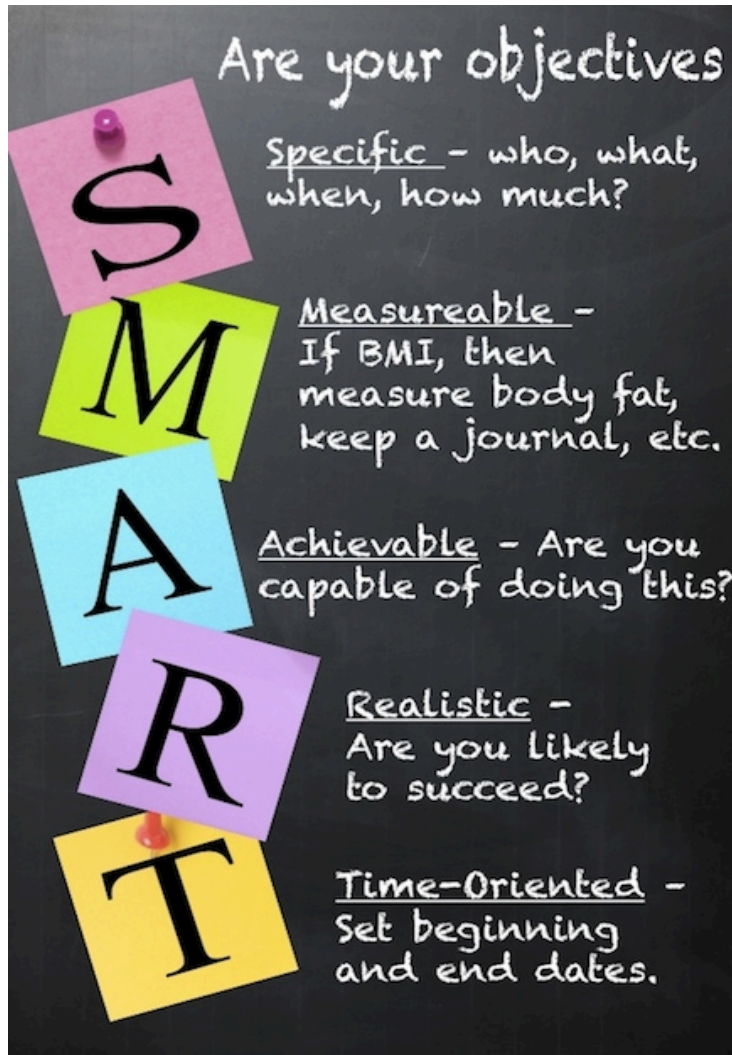 Are your objectives
S
Specific - who, what,
when, how much?
M
Measureable -
If BMI, then
measure body fat,
keep a journal, etc.
A
Achievable - Are you
capable of doing this?
R
Realistic -
Are you likely
to succeed?
T
Time-Oriented -
Set beginning
and end dates.